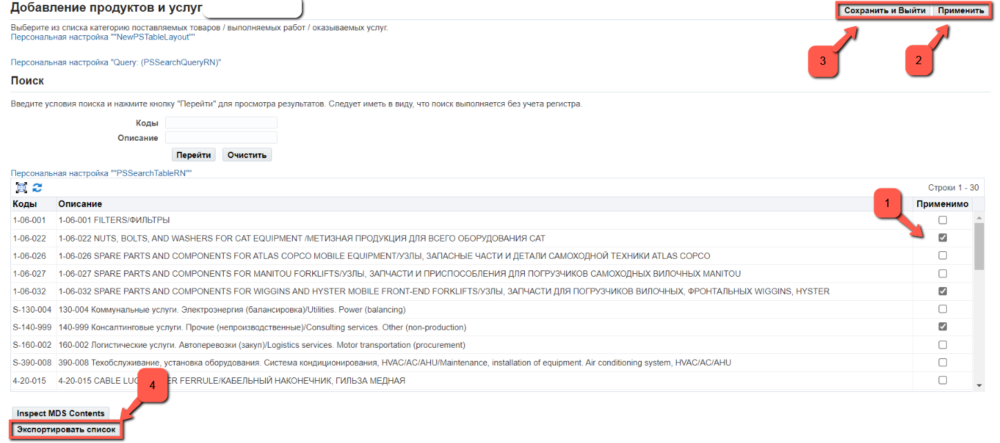 Добавление продуктов и услуг
Сохранить и Выйти Применить
Выберите из списка категорию поставляемых товаров / выполняемых работ / оказываемых услуг.
Персональная настройка ""NewPSTableLayout""
3
2
Персональная настройка "Query: (PSSearchQueryRN)"
Поиск
Введите условия поиска и нажмите кнопку "Перейти" для просмотра результатов. Следует иметь в виду, что поиск выполняется без учета регистра.
Коды
Описание
Перейти Очистить
Персональная настройка ""PSSearchTableRN""
Строки 1 - 30
1
Коды Описание Применимо
1-06-001 1-06-001 FILTERS/ФИЛЬТРЫ
1-06-022 1-06-022 NUTS, BOLTS, AND WASHERS FOR CAT EQUIPMENT /МЕТИЗНАЯ ПРОДУКЦИЯ ДЛЯ ВСЕГО ОБОРУДОВАНИЯ CAT
1-06-026 1-06-026 SPARE PARTS AND COMPONENTS FOR ATLAS COPCO MOBILE EQUIPMENT/УЗЛЫ, ЗАПАСНЫЕ ЧАСТИ И ДЕТАЛИ САМОХОДНОЙ ТЕХНИКИ ATLAS COPCO
1-06-027 1-06-027 SPARE PARTS AND COMPONENTS FOR MANITOU FORKLIFTS/УЗЛЫ, ЗАПЧАСТИ И ПРИСПОСОБЛЕНИЯ ДЛЯ ПОГРУЗЧИКОВ САМОХОДНЫХ ВИЛОЧНЫХ MANITOU
1-06-032 1-06-032 SPARE PARTS AND COMPONENTS FOR WIGGINS AND HYSTER MOBILE FRONT-END FORKLIFTS/УЗЛЫ, ЗАПЧАСТИ ДЛЯ ПОГРУЗЧИКОВ ВИЛОЧНЫХ, ФРОНТАЛЬНЫХ WIGGINS, HYSTER
S-130-004 130-004 Коммунальные услуги. Электроэнергия (балансировка)/Utilities. Power (balancing)
S-140-999 140-999 Консалтинговые услуги. Прочие (непроизводственные)/Consulting services. Other (non-production)
S-160-002 160-002 Логистические услуги. Автоперевозки (закуп)/Logistics services. Motor transportation (procurement)
S-390-008 390-008 Техобслуживание, установка оборудования. Система кондиционирования, HVAC/AC/AHU/Maintenance, installation of equipment. Air conditioning system, HVAC/AC/AHU
4-20-015 4-20-015 CABLE FERRULE/КАБЕЛЬНЫЙ НАКОНЕЧНИК, ГИЛЬЗА МЕДНАЯ
4
Inspect MDS Contents
Экспортировать список